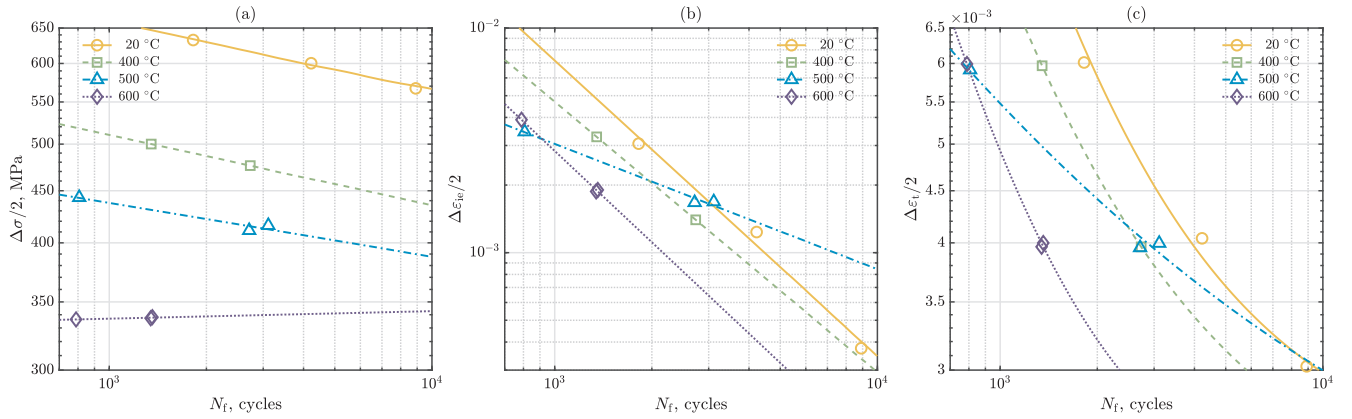 (a)
650
600
550
500
450
400
350
300
Δσ/2, MPa
20 °C
400 °C
500 °C
600 °C
10³
10⁴
N_f, cycles
(b)
10⁻²
10⁻³
Δε_ie/2
20 °C
400 °C
500 °C
600 °C
10³
10⁴
N_f, cycles
(c)
×10⁻³
6.5
6
5.5
5
4.5
4
3.5
3
Δε_t/2
20 °C
400 °C
500 °C
600 °C
10³
10⁴
N_f, cycles